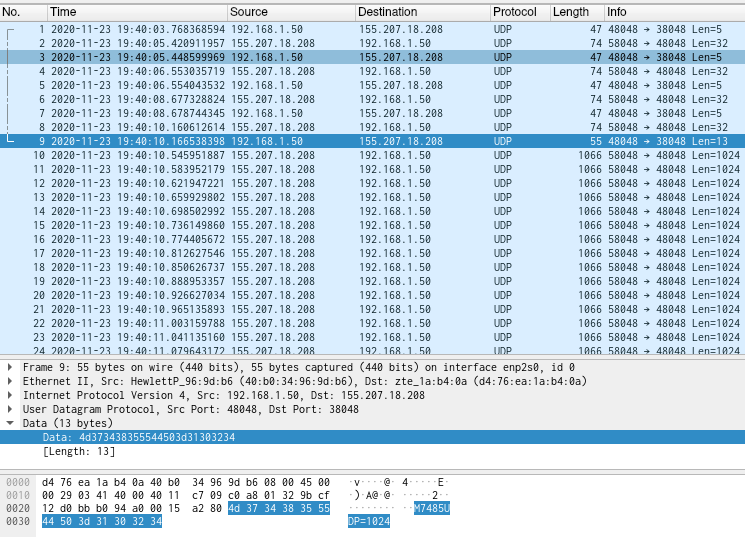 No. Time Source Destination Protocol Length Info
1 2020-11-23 19:40:03.768368594 192.168.1.50 155.207.18.208 UDP 47 48048 → 38048 Len=5
2 2020-11-23 19:40:05.420911957 155.207.18.208 192.168.1.50 UDP 74 58048 → 48048 Len=32
3 2020-11-23 19:40:05.448599969 192.168.1.50 155.207.18.208 UDP 47 48048 → 38048 Len=5
4 2020-11-23 19:40:06.553035719 155.207.18.208 192.168.1.50 UDP 74 58048 → 48048 Len=32
5 2020-11-23 19:40:06.554043532 192.168.1.50 155.207.18.208 UDP 47 48048 → 38048 Len=5
6 2020-11-23 19:40:08.677328824 155.207.18.208 192.168.1.50 UDP 74 58048 → 48048 Len=32
7 2020-11-23 19:40:08.678744345 192.168.1.50 155.207.18.208 UDP 47 48048 → 38048 Len=5
8 2020-11-23 19:40:10.160612614 155.207.18.208 192.168.1.50 UDP 74 58048 → 48048 Len=32
9 2020-11-23 19:40:10.166538398 192.168.1.50 155.207.18.208 UDP 55 48048 → 38048 Len=13
10 2020-11-23 19:40:10.545951887 155.207.18.208 192.168.1.50 UDP 1066 58048 → 48048 Len=1024
11 2020-11-23 19:40:10.583952179 155.207.18.208 192.168.1.50 UDP 1066 58048 → 48048 Len=1024
12 2020-11-23 19:40:10.621947221 155.207.18.208 192.168.1.50 UDP 1066 58048 → 48048 Len=1024
13 2020-11-23 19:40:10.659929802 155.207.18.208 192.168.1.50 UDP 1066 58048 → 48048 Len=1024
14 2020-11-23 19:40:10.698502992 155.207.18.208 192.168.1.50 UDP 1066 58048 → 48048 Len=1024
15 2020-11-23 19:40:10.736149860 155.207.18.208 192.168.1.50 UDP 1066 58048 → 48048 Len=1024
16 2020-11-23 19:40:10.774405672 155.207.18.208 192.168.1.50 UDP 1066 58048 → 48048 Len=1024
17 2020-11-23 19:40:10.812627546 155.207.18.208 192.168.1.50 UDP 1066 58048 → 48048 Len=1024
18 2020-11-23 19:40:10.850626737 155.207.18.208 192.168.1.50 UDP 1066 58048 → 48048 Len=1024
19 2020-11-23 19:40:10.888953357 155.207.18.208 192.168.1.50 UDP 1066 58048 → 48048 Len=1024
20 2020-11-23 19:40:10.926627034 155.207.18.208 192.168.1.50 UDP 1066 58048 → 48048 Len=1024
21 2020-11-23 19:40:10.965135893 155.207.18.208 192.168.1.50 UDP 1066 58048 → 48048 Len=1024
22 2020-11-23 19:40:11.003159788 155.207.18.208 192.168.1.50 UDP 1066 58048 → 48048 Len=1024
23 2020-11-23 19:40:11.041135160 155.207.18.208 192.168.1.50 UDP 1066 58048 → 48048 Len=1024
24 2020-11-23 19:40:11.079643172 155.207.18.208 192.168.1.50 UDP 1066 58048 → 48048 Len=1024
Frame 9: 55 bytes on wire (440 bits), 55 bytes captured (440 bits) on interface enp2s0, id 0
Ethernet II, Src: HewlettP_96:9d:b6 (40:b0:34:96:9d:b6), Dst: zte_1a:b4:0a (d4:76:ea:1a:b4:0a)
Internet Protocol Version 4, Src: 192.168.1.50, Dst: 155.207.18.208
User Datagram Protocol, Src Port: 48048, Dst Port: 38048
Data (13 bytes)
Data: 4d373438355544503d31303234
[Length: 13]
0000 d4 76 ea 1a b4 0a 40 b0 34 96 9d b6 08 00 45 00 ·v····@· 4·····E·
0010 00 29 03 41 40 00 40 11 c7 09 c0 a8 01 32 9b cf ·)·A@·@· ·····2··
0020 12 d0 bb b0 94 a0 00 15 a2 80 4d 37 34 38 35 55 ········ ··M7485U
0030 44 50 3d 31 30 32 34 DP=1024